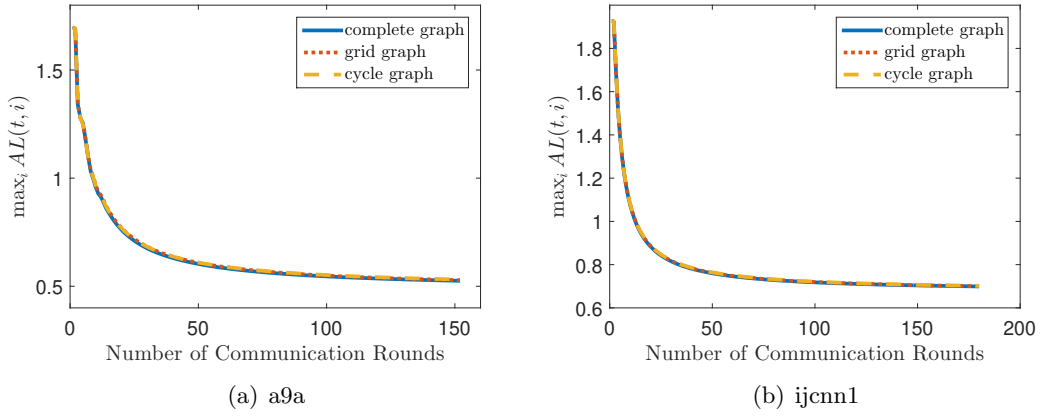 complete graph
grid graph
cycle graph
1.5
1
0.5
max_i AL(t, i)
0
50
100
150
Number of Communication Rounds
(a) a9a
complete graph
grid graph
cycle graph
1.8
1.6
1.4
1.2
1
0.8
0.6
max_i AL(t, i)
0
50
100
150
200
Number of Communication Rounds
(b) ijcnn1